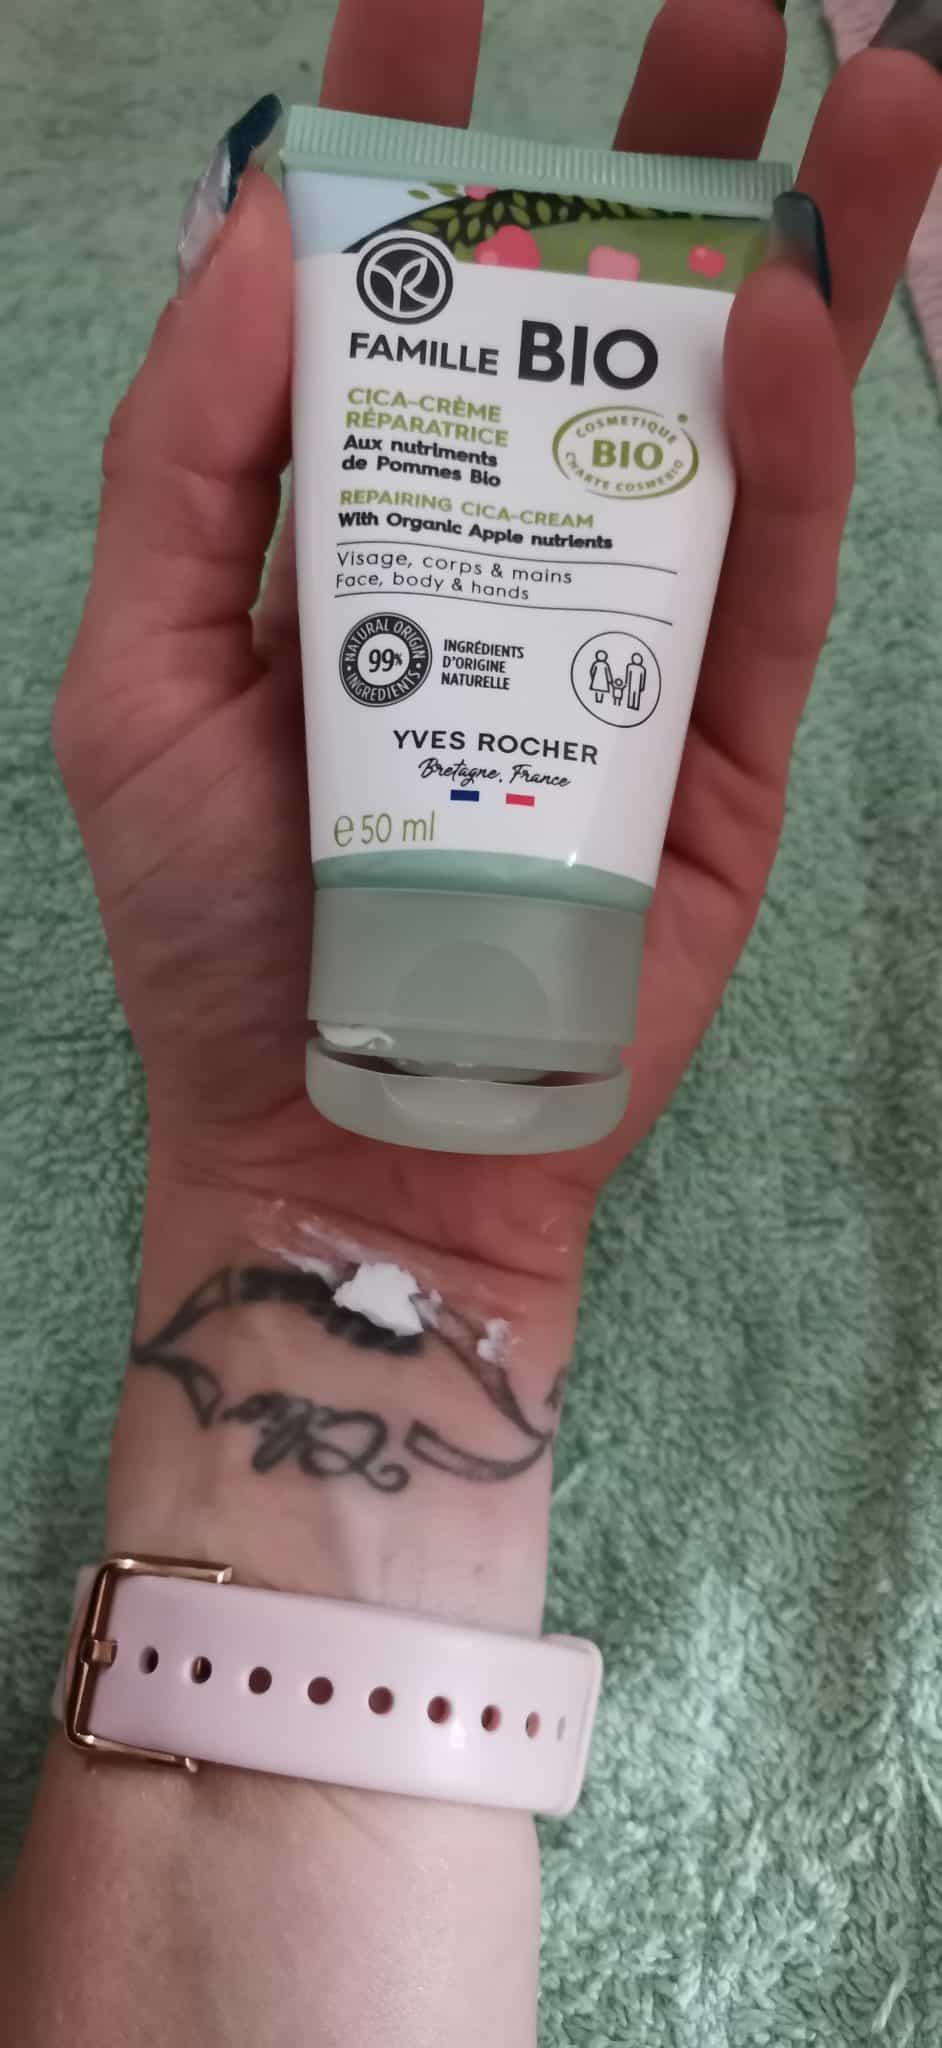 FAMILLE BIO
CICA-CRÈME
RÉPARATRICE
Aux nutriments
de Pommes Bio
COSMETIQUE
BIO
CHARTE COSMEBIO
REPAIRING CICA-CREAM
With Organic Apple nutrients
Visage, corps & mains
Face, body & hands
NATURAL ORIGIN
99%
INGREDIENTS
INGRÉDIENTS
D'ORIGINE
NATURELLE
YVES ROCHER
Bretagne, France
e 50 ml